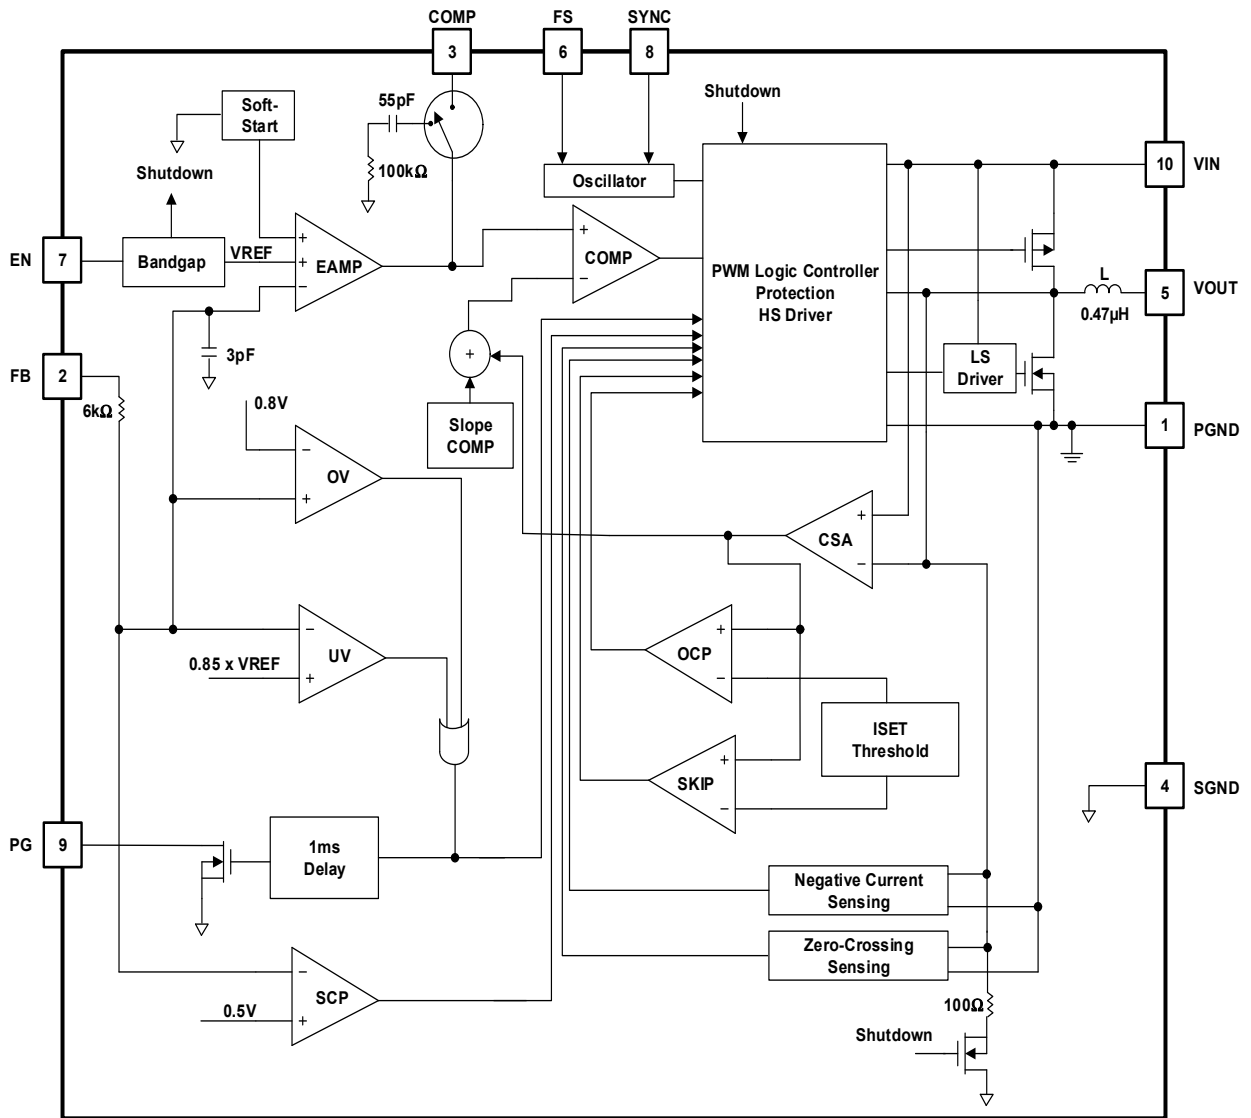 COMP
FS
SYNC
3
6
8
Soft-
Start
55pF
100kΩ
Shutdown
Shutdown
Oscillator
10
VIN
EN
7
Bandgap
VREF
+
+
−
EAMP
+
−
COMP
PWM Logic Controller
Protection
HS Driver
L
0.47µH
5
VOUT
3pF
+
LS
Driver
FB
2
6kΩ
0.8V
Slope
COMP
1
PGND
−
+
OV
+
−
CSA
−
+
UV
0.85 x VREF
+
−
OCP
ISET
Threshold
+
−
SKIP
4
SGND
PG
9
1ms
Delay
Negative Current
Sensing
Zero-Crossing
Sensing
−
+
SCP
0.5V
100Ω
Shutdown